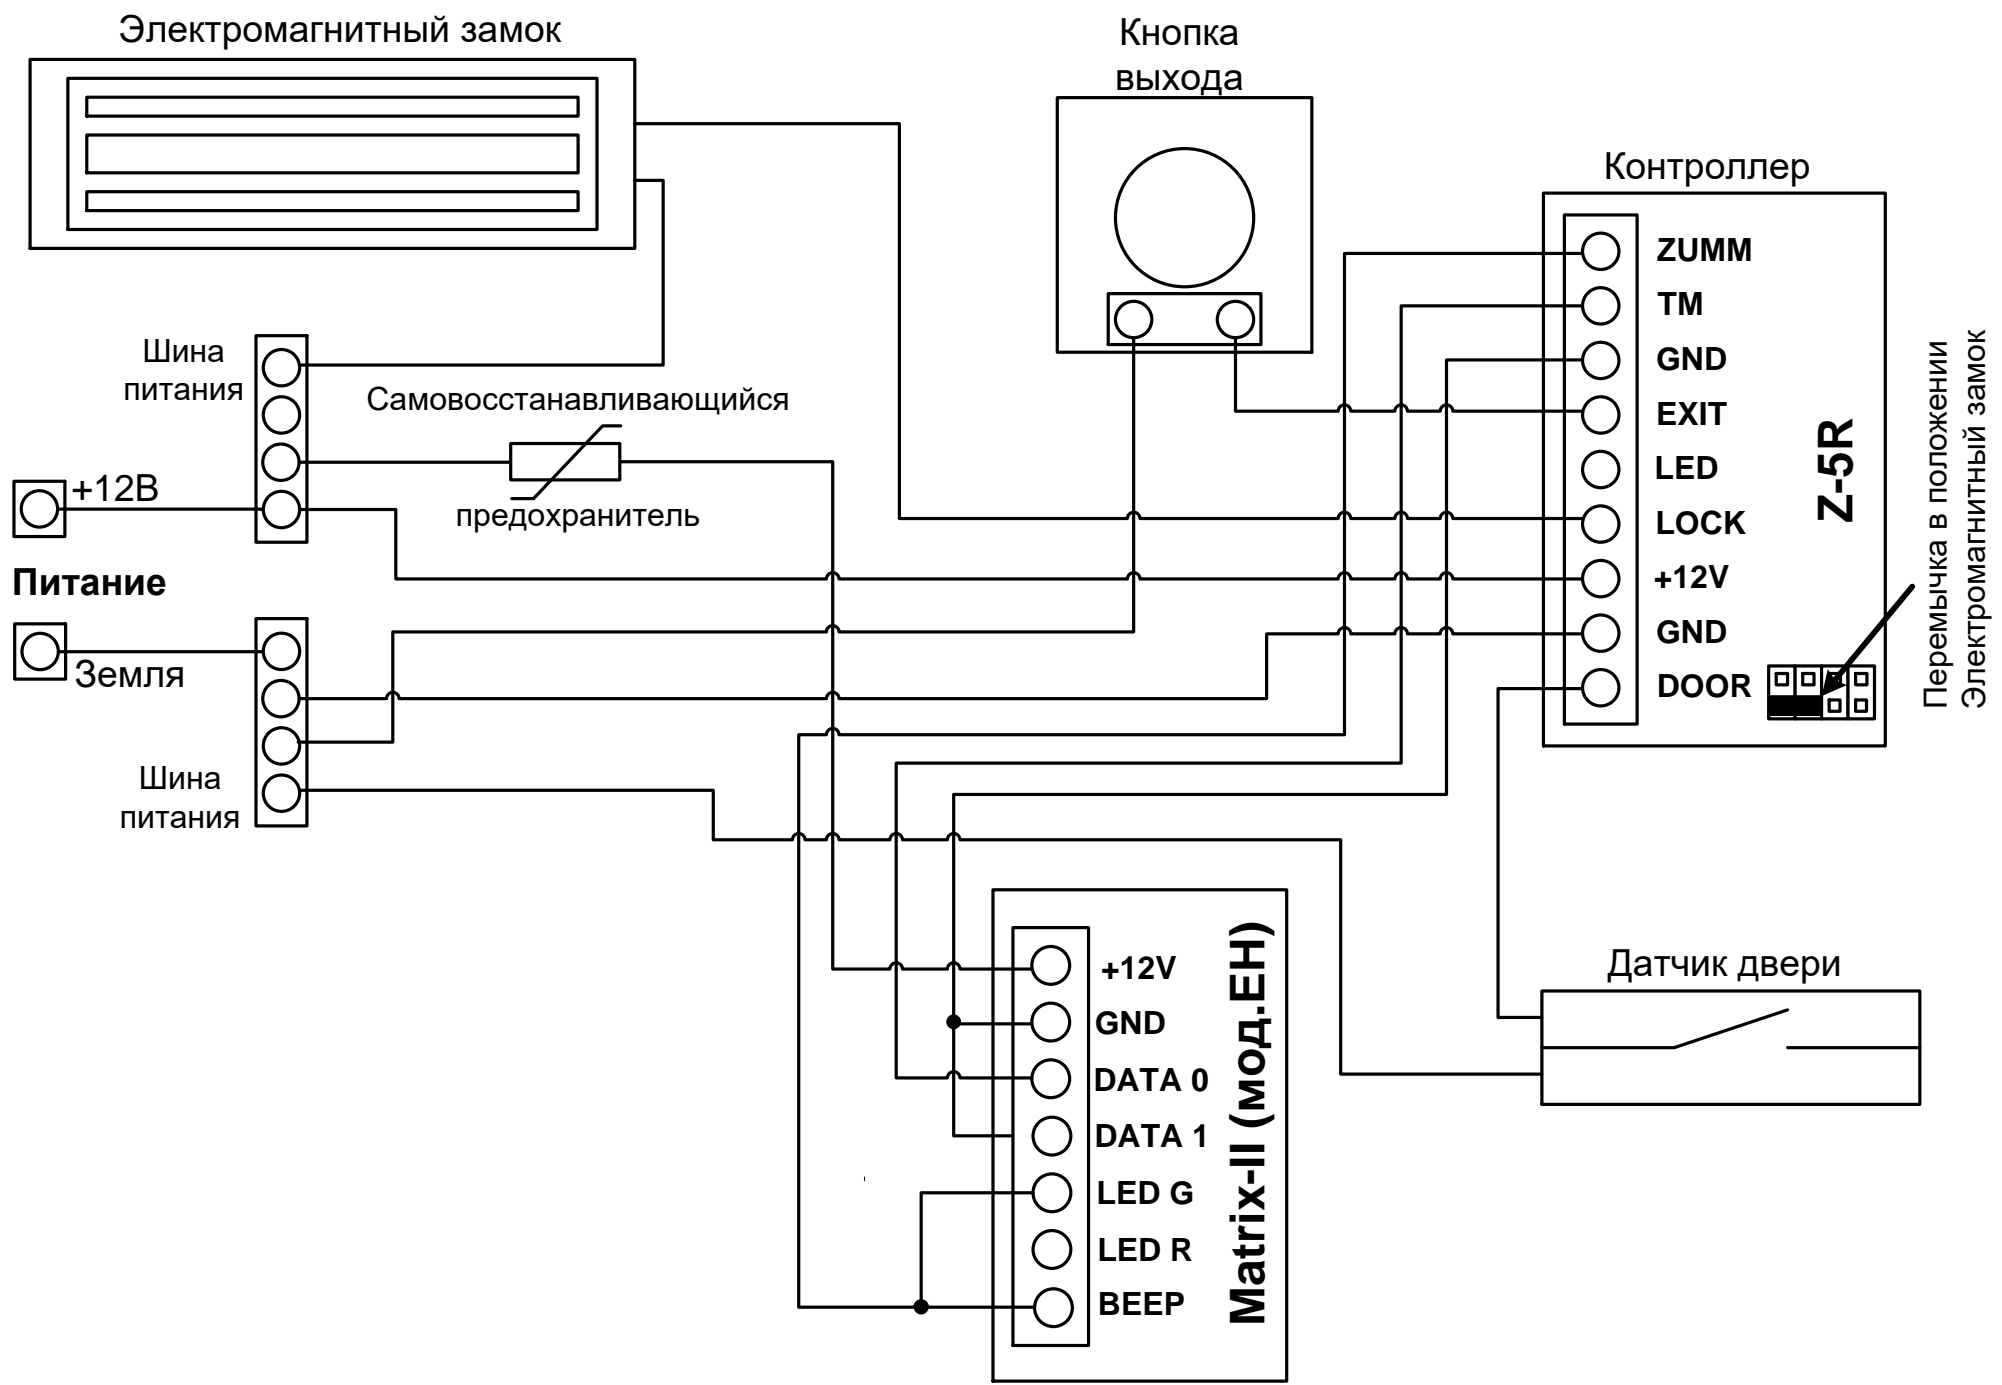 Электромагнитный замок
Кнопка
выхода
Контроллер
ZUMM
TM
GND
EXIT
LED
LOCK
+12V
GND
DOOR
Z-5R
Перемычка в положении
Электромагнитный замок
Шина
питания
Самовосстанавливающийся
предохранитель
+12В
Питание
Земля
Шина
питания
+12V
GND
DATA 0
DATA 1
LED G
LED R
BEEP
Matrix-II (мод.EH)
Датчик двери